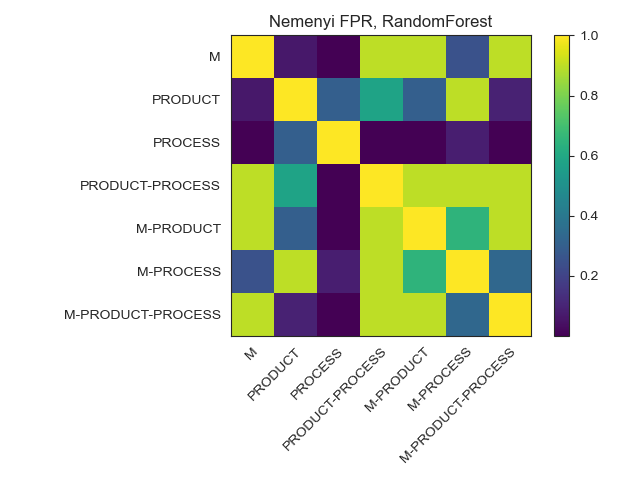 Nemenyi FPR, RandomForest
M
PRODUCT
PROCESS
PRODUCT-PROCESS
M-PRODUCT
M-PROCESS
M-PRODUCT-PROCESS
M
PRODUCT
PROCESS
PRODUCT-PROCESS
M-PRODUCT
M-PROCESS
M-PRODUCT-PROCESS
1.0
0.8
0.6
0.4
0.2